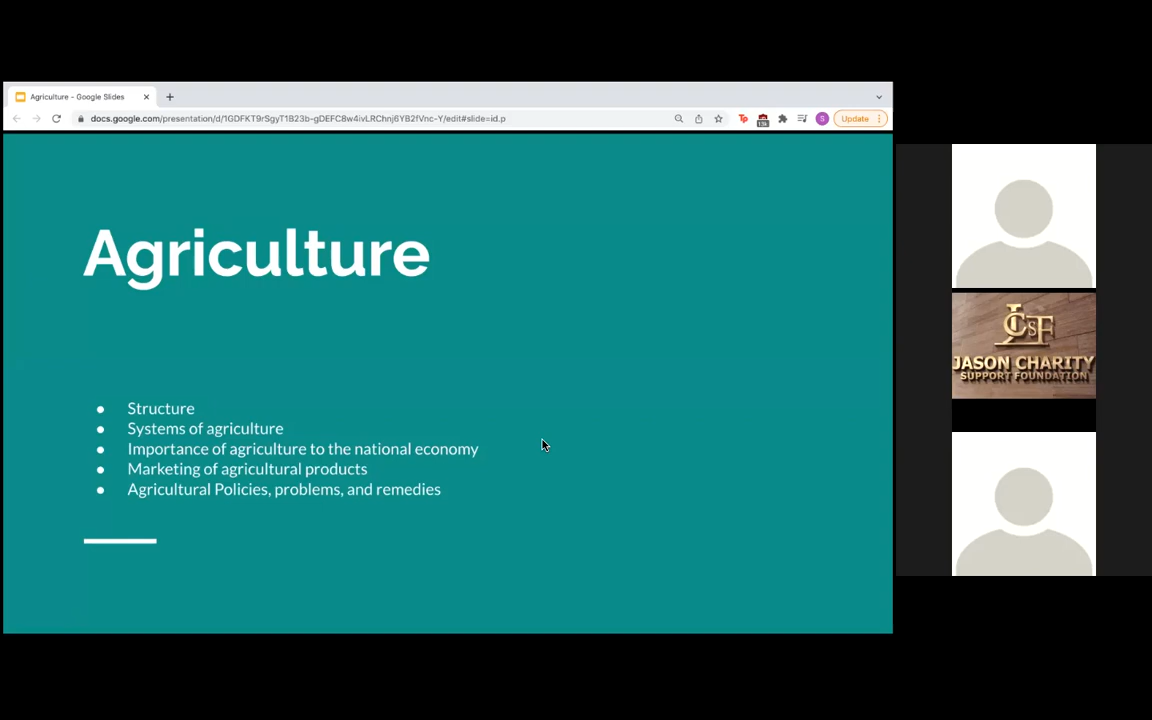 Agriculture - Google Slides
docs.google.com/presentation/d/1GDFKT9rSgyT1B23b-gDEFC8w4ivLRChnj6YB2fVnc-Y/edit#slide=id.p
Tp
S
Update
Agriculture
● Structure
● Systems of agriculture
● Importance of agriculture to the national economy
● Marketing of agricultural products
● Agricultural Policies, problems, and remedies
JCSF
JASON CHARITY
SUPPORT FOUNDATION